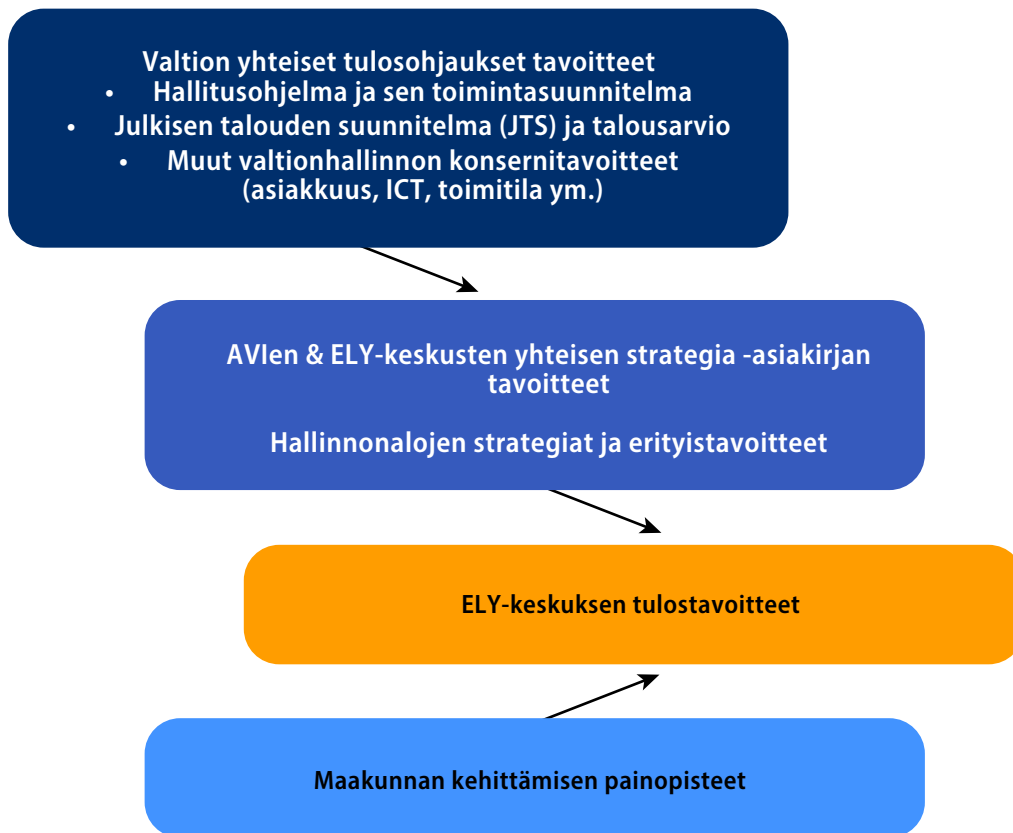 Valtion yhteiset tulosohjaukset tavoitteet
• Hallitusohjelma ja sen toimintasuunnitelma
• Julkisen talouden suunnitelma (JTS) ja talousarvio
• Muut valtionhallinnon konsernitavoitteet
(asiakkuus, ICT, toimitila ym.)
AVIen & ELY-keskusten yhteisen strategia -asiakirjan
tavoitteet
Hallinnonalojen strategiat ja erityistavoitteet
ELY-keskuksen tulostavoitteet
Maakunnan kehittämisen painopisteet